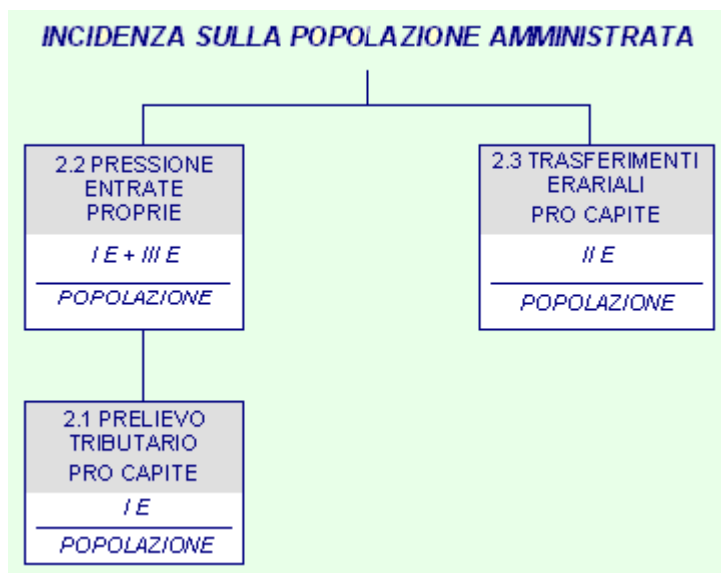 INCIDENZA SULLA POPOLAZIONE AMMINISTRATA
2.2 PRESSIONE
ENTRATE
PROPRIE
I E + III E
POPOLAZIONE
2.3 TRASFERIMENTI
ERARIALI
PRO CAPITE
II E
POPOLAZIONE
2.1 PRELIEVO
TRIBUTARIO
PRO CAPITE
I E
POPOLAZIONE